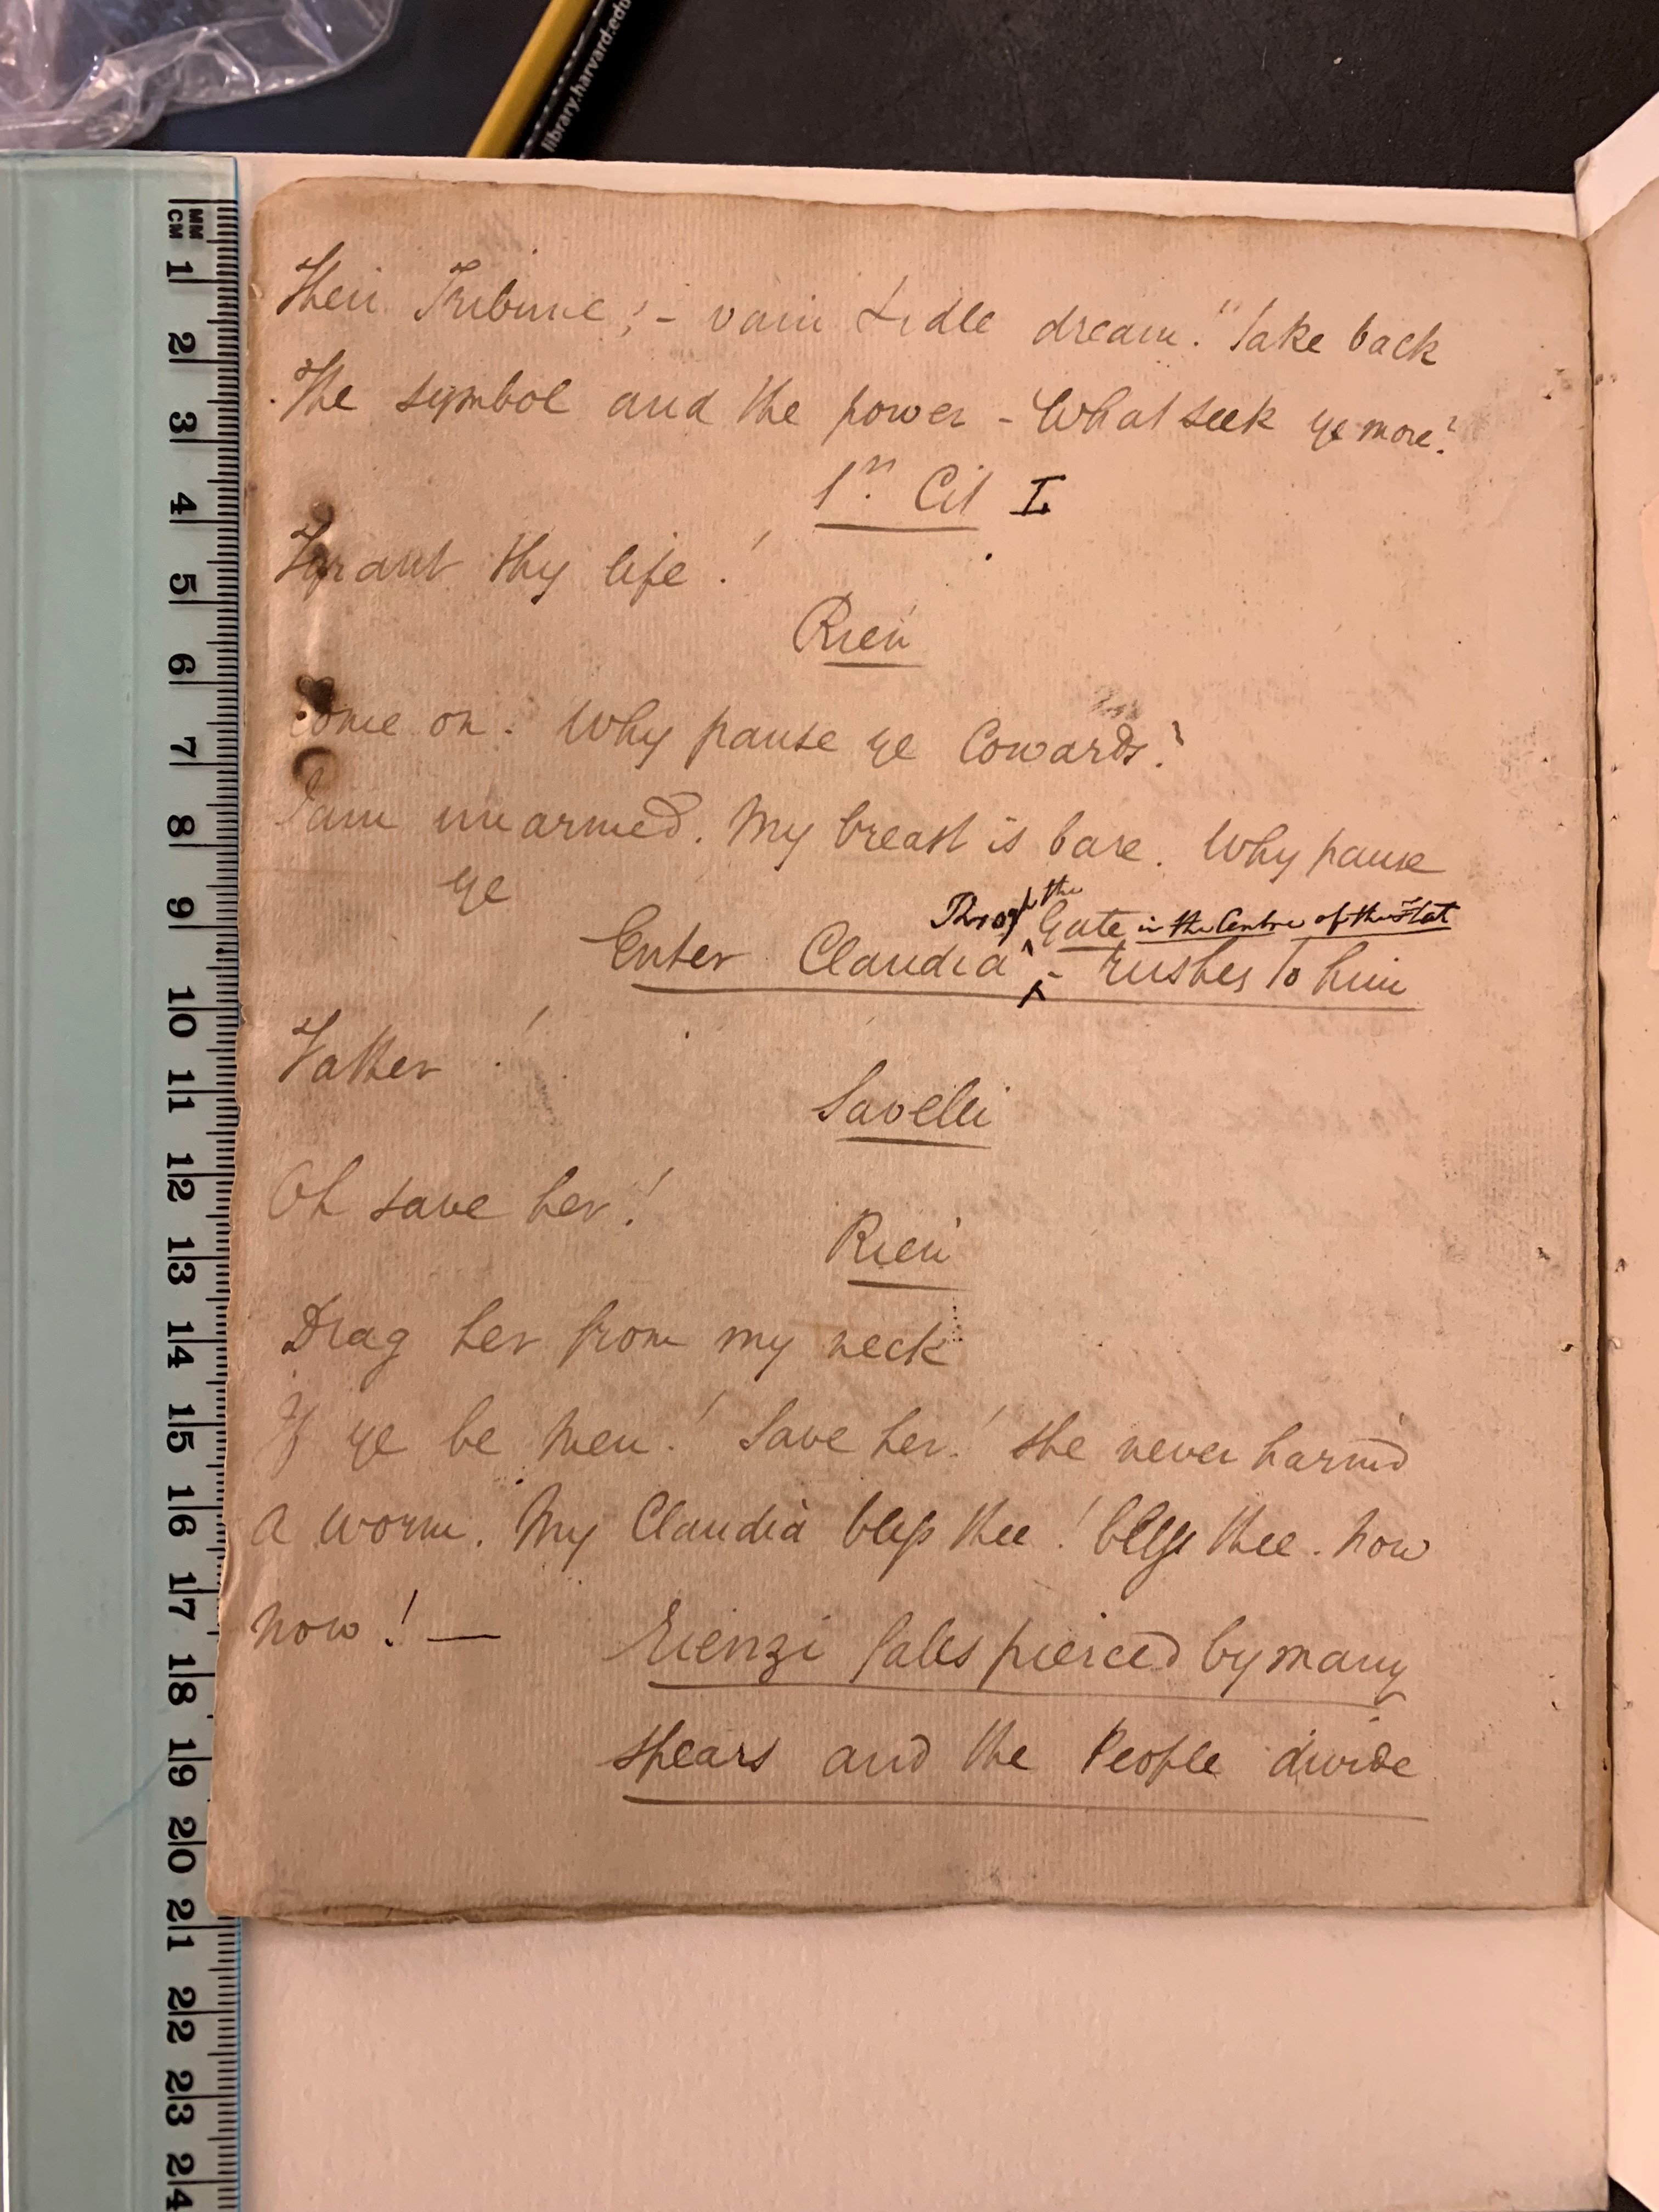 library.harvard.edu
MM
CM
1
2
3
4
5
6
7
8
9
10
11
12
13
14
15
16
17
18
19
20
21
22
23
24
Their Tribune;- vain & idle dream!! Take back
The symbol and the power - What seek ye more?
1st. Cit I
Tyrant thy life!
Rien
Come on. Why pause ye Cowards?
I am unarmed. My breast is bare. Why pause
ye
Throgh the Gate in the Centre of the Flat
Enter Claudia - rushes To him
Father!
Savelli
Oh save her!
Rien
Drag her from my neck
If ye be Men! Save her! She never harmd
A worm. My Claudia bless thee! bless thee. Now
Now! —
Rienzi falls pierced by many
Spears and the People divide